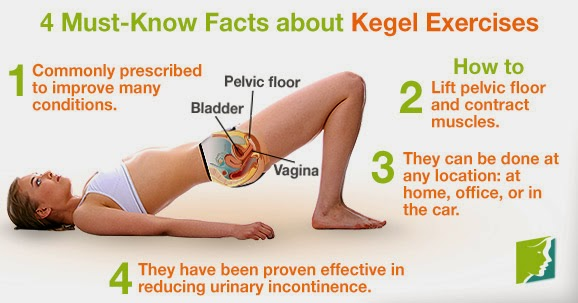 4 Must-Know Facts about Kegel Exercises
1 Commonly prescribed
to improve many
conditions.
Pelvic floor
Bladder
Vagina
How to
2 Lift pelvic floor
and contract
muscles.
3 They can be done at
any location: at
home, office, or in
the car.
4 They have been proven effective in
reducing urinary incontinence.